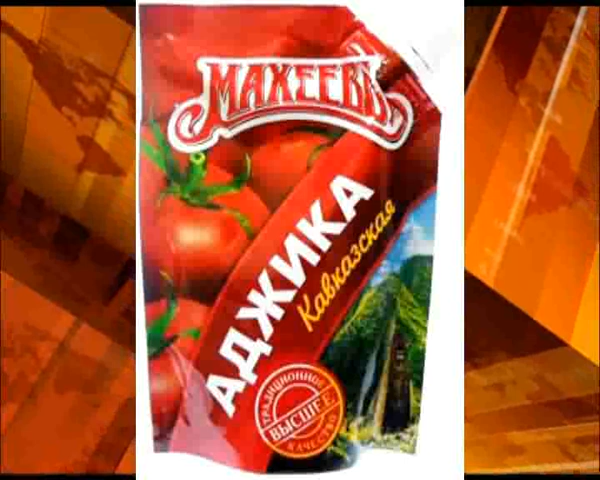 МАХЕЕВЪ
АДЖИКА
Кавказская
ТРАДИЦИОННОЕ
ВЫСШЕЕ
КАЧЕСТВО